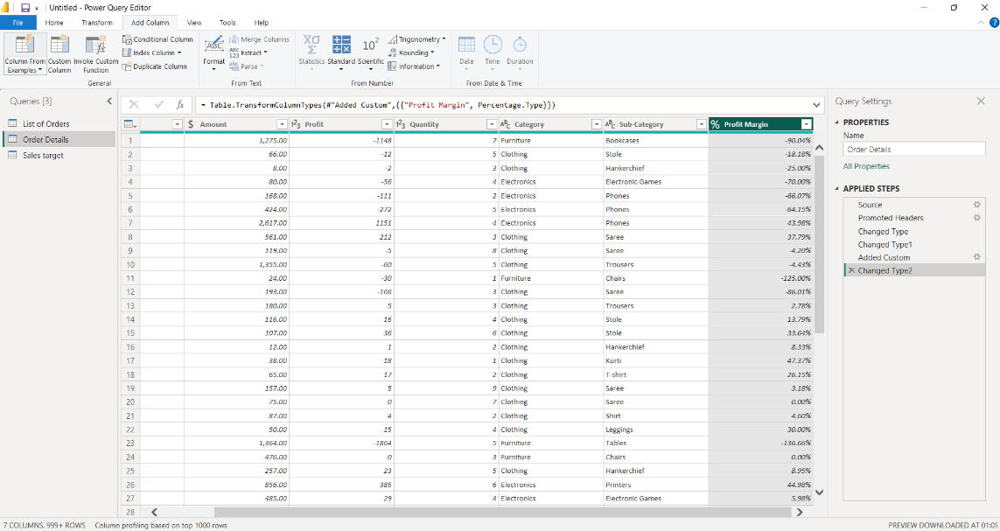 Untitled - Power Query Editor
File Home Transform Add Column View Tools Help
Column From Examples
Custom Column
Invoke Custom Function
Conditional Column
Index Column
Duplicate Column
General
Format
Merge Columns
Extract
Parse
From Text
Statistics
Standard
Scientific
Trigonometry
Rounding
Information
From Number
Date
Time
Duration
From Date & Time
Queries [3]
List of Orders
Order Details
Sales target
= Table.TransformColumnTypes(#"Added Custom",{{"Profit Margin", Percentage.Type}})
$ Amount 123 Profit 123 Quantity ABC Category ABC Sub-Category % Profit Margin
1 1,275.00 -1148 7 Furniture Bookcases -90.04%
2 66.00 -12 5 Clothing Stole -18.18%
3 8.00 -2 3 Clothing Hankerchief -25.00%
4 80.00 -56 4 Electronics Electronic Games -70.00%
5 168.00 -111 2 Electronics Phones -66.07%
6 424.00 -272 5 Electronics Phones -64.15%
7 2,617.00 1151 4 Electronics Phones 43.98%
8 561.00 212 3 Clothing Saree 37.79%
9 119.00 -5 8 Clothing Saree -4.20%
10 1,355.00 -60 5 Clothing Trousers -4.43%
11 24.00 -30 1 Furniture Chairs -125.00%
12 193.00 -166 3 Clothing Saree -86.01%
13 180.00 5 3 Clothing Trousers 2.78%
14 116.00 16 4 Clothing Stole 13.79%
15 107.00 36 6 Clothing Stole 33.64%
16 12.00 1 2 Clothing Hankerchief 8.33%
17 38.00 18 1 Clothing Kurti 47.37%
18 65.00 17 2 Clothing T-shirt 26.15%
19 157.00 5 9 Clothing Saree 3.18%
20 75.00 0 7 Clothing Saree 0.00%
21 87.00 4 2 Clothing Shirt 4.60%
22 50.00 15 4 Clothing Leggings 30.00%
23 1,364.00 -1864 5 Furniture Tables -136.66%
24 476.00 0 3 Furniture Chairs 0.00%
25 257.00 23 5 Clothing Hankerchief 8.95%
26 856.00 385 6 Electronics Printers 44.98%
27 485.00 29 4 Electronics Electronic Games 5.98%
28
Query Settings
PROPERTIES
Name
Order Details
All Properties
APPLIED STEPS
Source
Promoted Headers
Changed Type
Changed Type1
Added Custom
Changed Type2
7 COLUMNS, 999+ ROWS Column profiling based on top 1000 rows PREVIEW DOWNLOADED AT 01:05